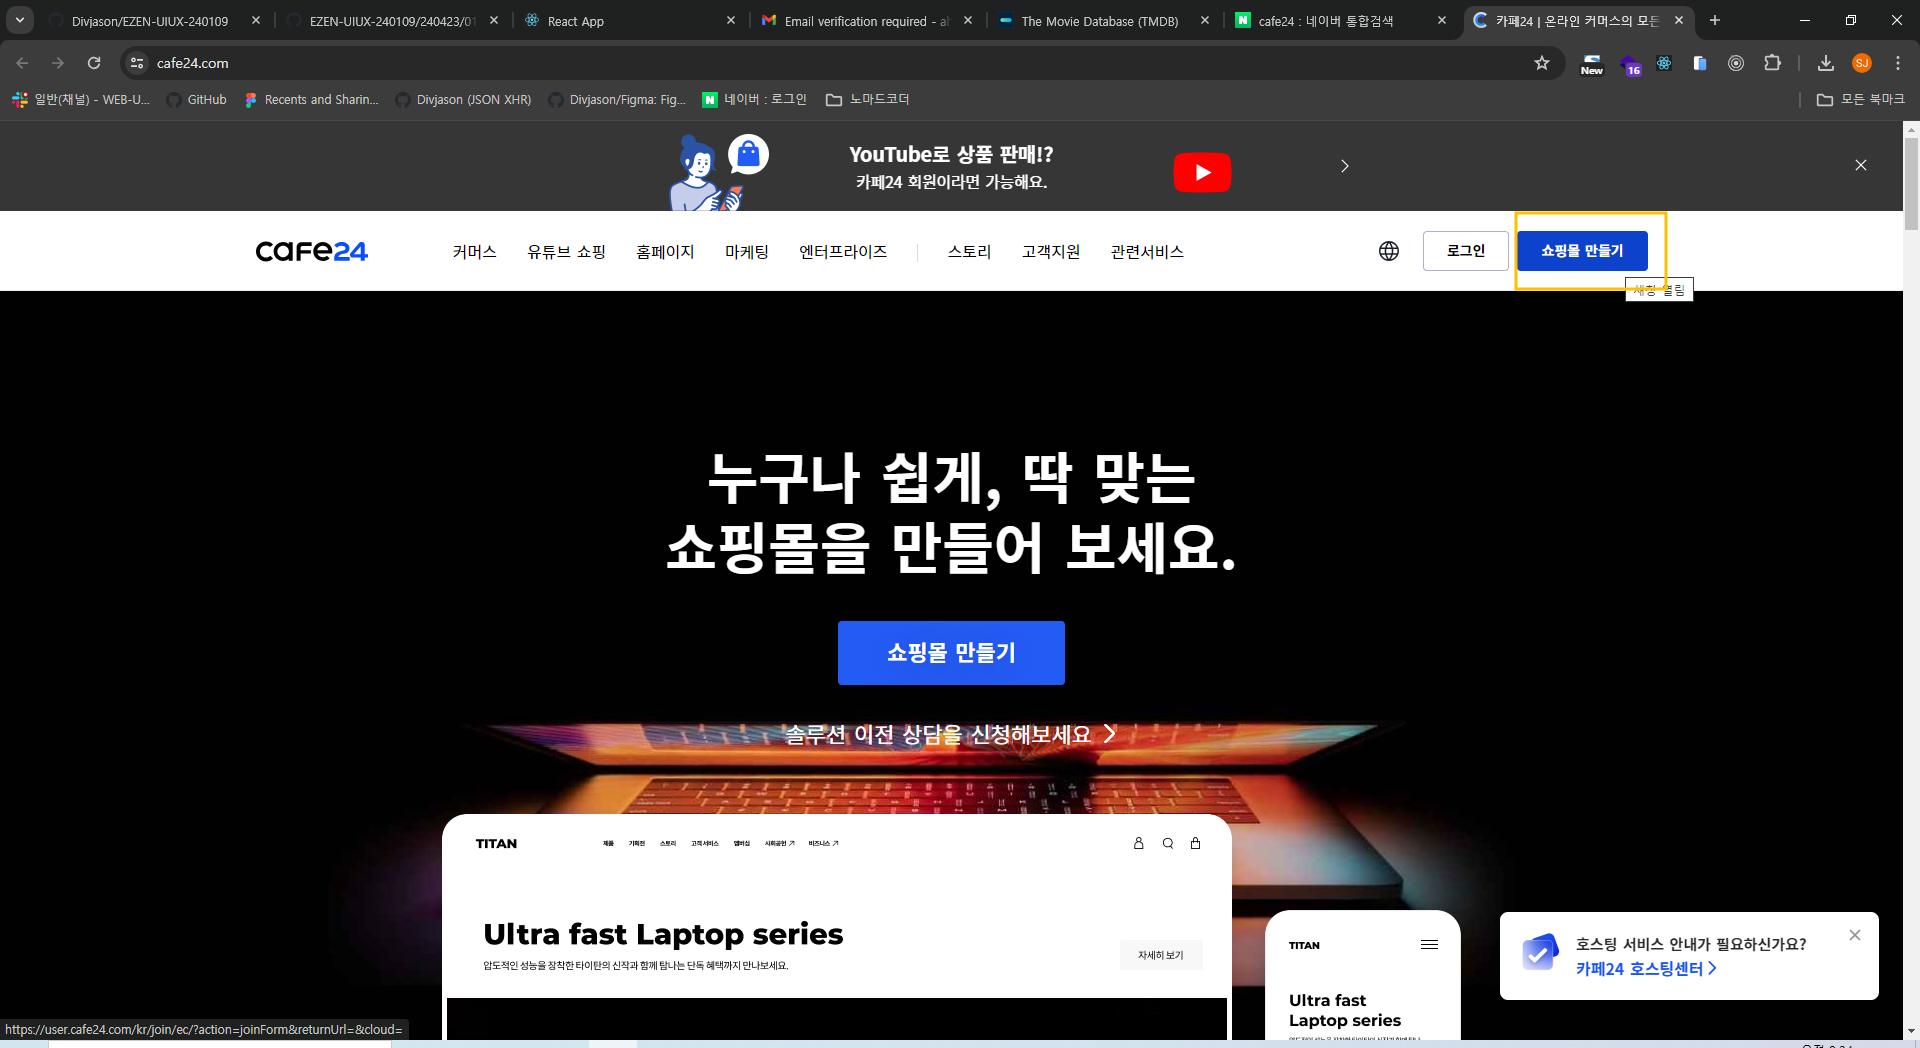 Divjason/EZEN-UIUX-240109
EZEN-UIUX-240109/240423/01
React App
Email verification required - al
The Movie Database (TMDB)
cafe24 : 네이버 통합검색
카페24 | 온라인 커머스의 모든
cafe24.com
New
16
SJ
일반(채널) - WEB-U...
GitHub
Recents and Sharin...
Divjason (JSON XHR)
Divjason/Figma: Fig...
네이버 : 로그인
노마드코더
모든 북마크
YouTube로 상품 판매!?
카페24 회원이라면 가능해요.
cafe24
커머스
유튜브 쇼핑
홈페이지
마케팅
엔터프라이즈
스토리
고객지원
관련서비스
로그인
쇼핑몰 만들기
새창 열림
누구나 쉽게, 딱 맞는
쇼핑몰을 만들어 보세요.
쇼핑몰 만들기
솔루션 이전 상담을 신청해보세요
TITAN
제품
기획전
스토리
고객 서비스
멤버십
사회공헌
비즈니스
Ultra fast Laptop series
압도적인 성능을 장착한 타이탄의 신작과 함께 탐나는 단독 혜택까지 만나보세요.
자세히 보기
TITAN
Ultra fast
Laptop series
호스팅 서비스 안내가 필요하신가요?
카페24 호스팅센터
https://user.cafe24.com/kr/join/ec/?action=joinForm&returnUrl=&cloud=